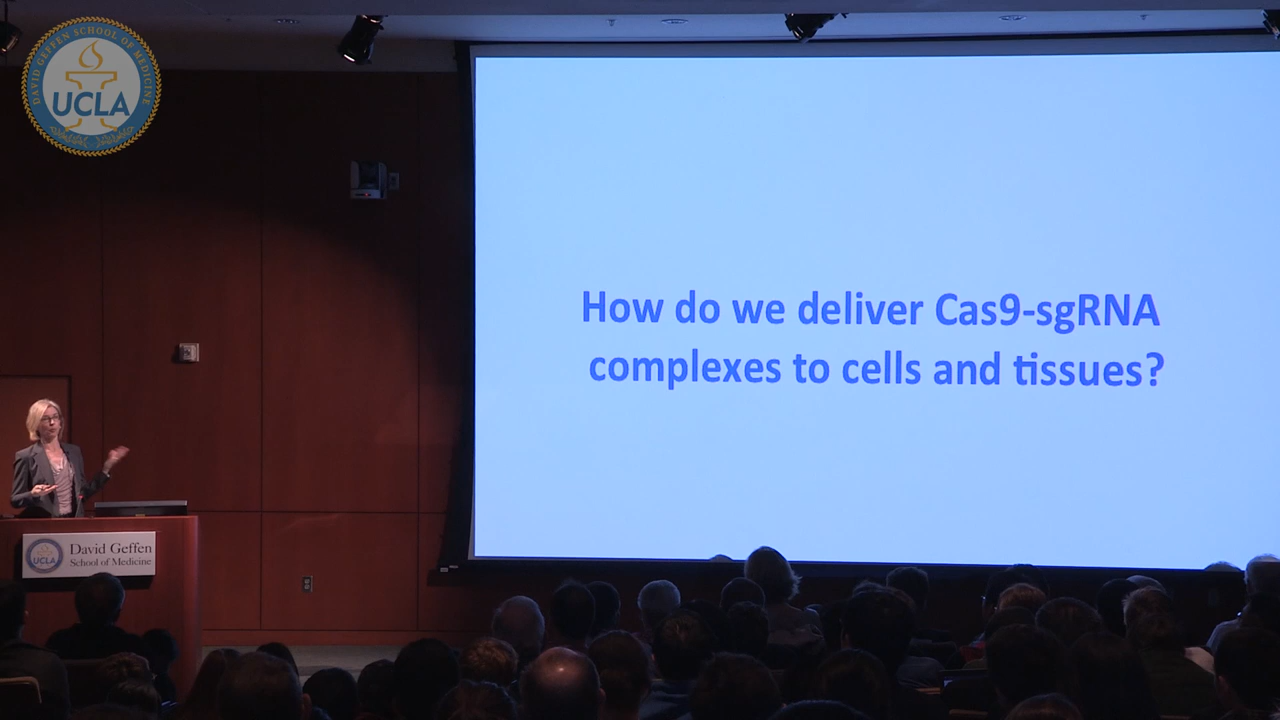 DAVID GEFFEN SCHOOL OF MEDICINE
UCLA
How do we deliver Cas9-sgRNA
complexes to cells and tissues?
UCLA
David Geffen
School of Medicine